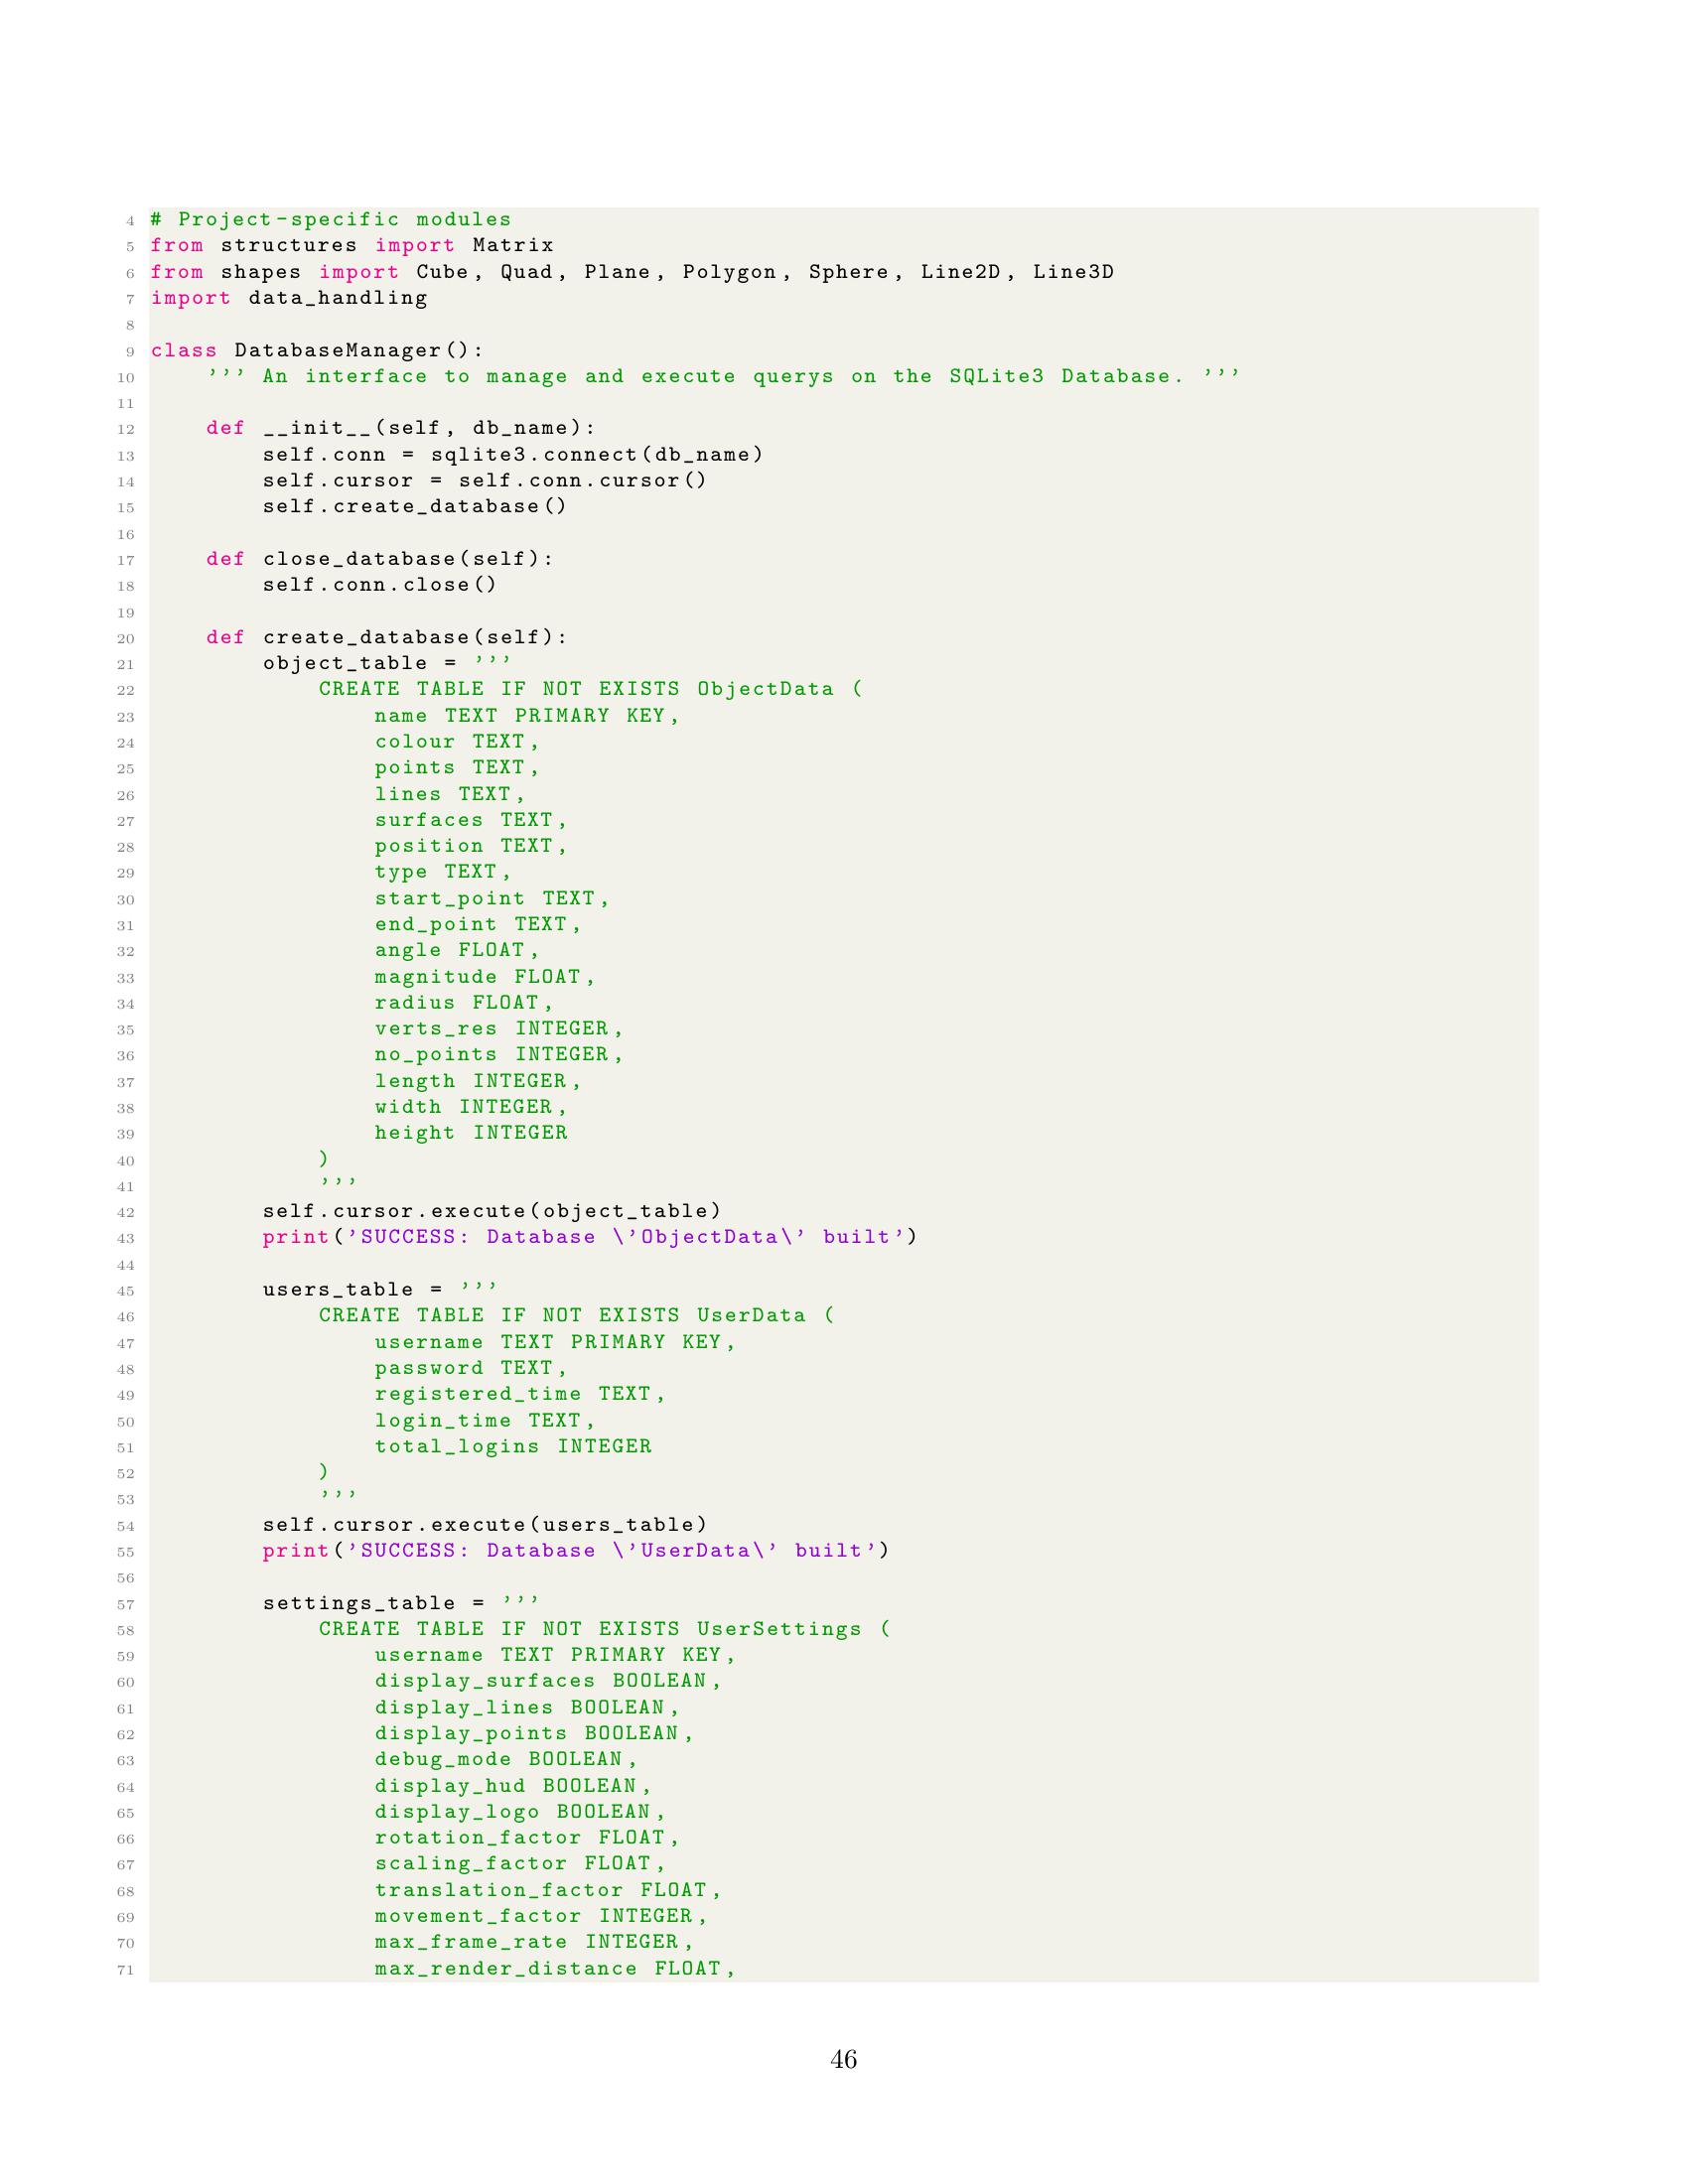 4 # Project-specific modules
5 from structures import Matrix
6 from shapes import Cube, Quad, Plane, Polygon, Sphere, Line2D, Line3D
7 import data_handling
8
9 class DatabaseManager():
10     ''' An interface to manage and execute querys on the SQLite3 Database. '''
11
12     def __init__(self, db_name):
13         self.conn = sqlite3.connect(db_name)
14         self.cursor = self.conn.cursor()
15         self.create_database()
16
17     def close_database(self):
18         self.conn.close()
19
20     def create_database(self):
21         object_table = '''
22             CREATE TABLE IF NOT EXISTS ObjectData (
23                 name TEXT PRIMARY KEY,
24                 colour TEXT,
25                 points TEXT,
26                 lines TEXT,
27                 surfaces TEXT,
28                 position TEXT,
29                 type TEXT,
30                 start_point TEXT,
31                 end_point TEXT,
32                 angle FLOAT,
33                 magnitude FLOAT,
34                 radius FLOAT,
35                 verts_res INTEGER,
36                 no_points INTEGER,
37                 length INTEGER,
38                 width INTEGER,
39                 height INTEGER
40             )
41             '''
42         self.cursor.execute(object_table)
43         print('SUCCESS: Database \'ObjectData\' built')
44
45         users_table = '''
46             CREATE TABLE IF NOT EXISTS UserData (
47                 username TEXT PRIMARY KEY,
48                 password TEXT,
49                 registered_time TEXT,
50                 login_time TEXT,
51                 total_logins INTEGER
52             )
53             '''
54         self.cursor.execute(users_table)
55         print('SUCCESS: Database \'UserData\' built')
56
57         settings_table = '''
58             CREATE TABLE IF NOT EXISTS UserSettings (
59                 username TEXT PRIMARY KEY,
60                 display_surfaces BOOLEAN,
61                 display_lines BOOLEAN,
62                 display_points BOOLEAN,
63                 debug_mode BOOLEAN,
64                 display_hud BOOLEAN,
65                 display_logo BOOLEAN,
66                 rotation_factor FLOAT,
67                 scaling_factor FLOAT,
68                 translation_factor FLOAT,
69                 movement_factor INTEGER,
70                 max_frame_rate INTEGER,
71                 max_render_distance FLOAT,
46